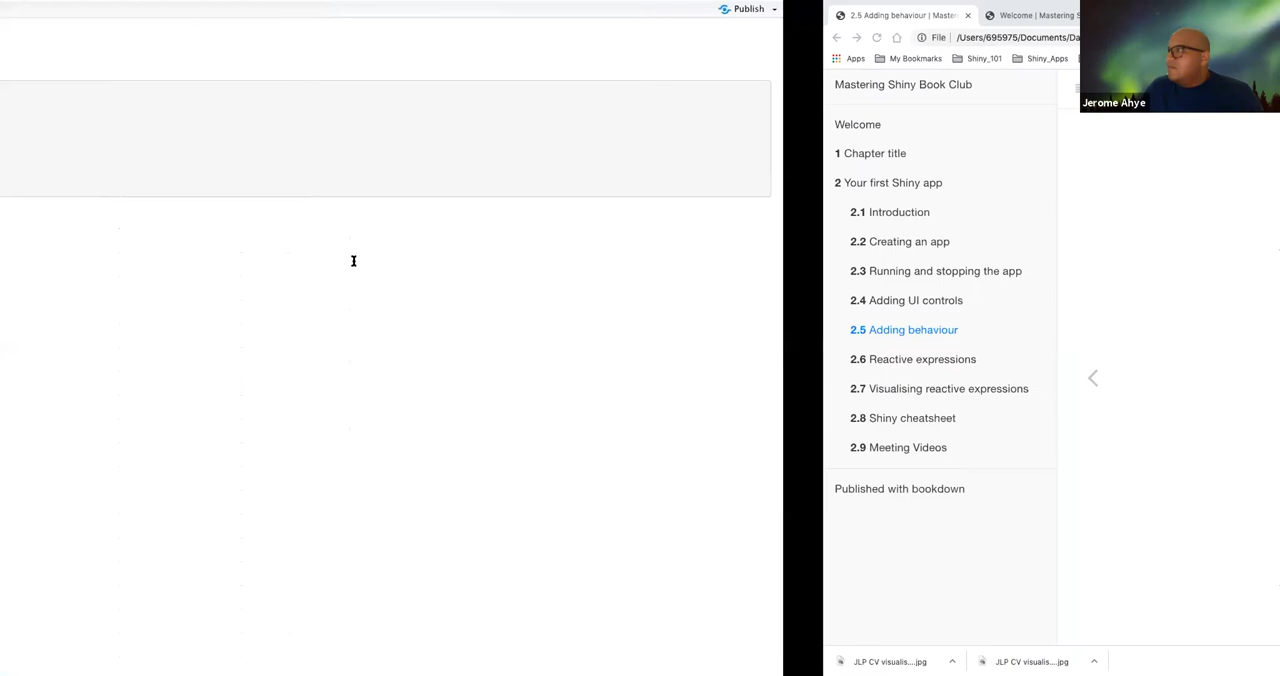 Publish
2.5 Adding behaviour | Maste
Welcome | Mastering S
File
/Users/695975/Documents/Da
Apps
My Bookmarks
Shiny_101
Shiny_Apps
Jerome Ahye
Mastering Shiny Book Club
Welcome
1 Chapter title
2 Your first Shiny app
2.1 Introduction
2.2 Creating an app
2.3 Running and stopping the app
2.4 Adding UI controls
2.5 Adding behaviour
2.6 Reactive expressions
2.7 Visualising reactive expressions
2.8 Shiny cheatsheet
2.9 Meeting Videos
Published with bookdown
JLP CV visualis....jpg
JLP CV visualis....jpg